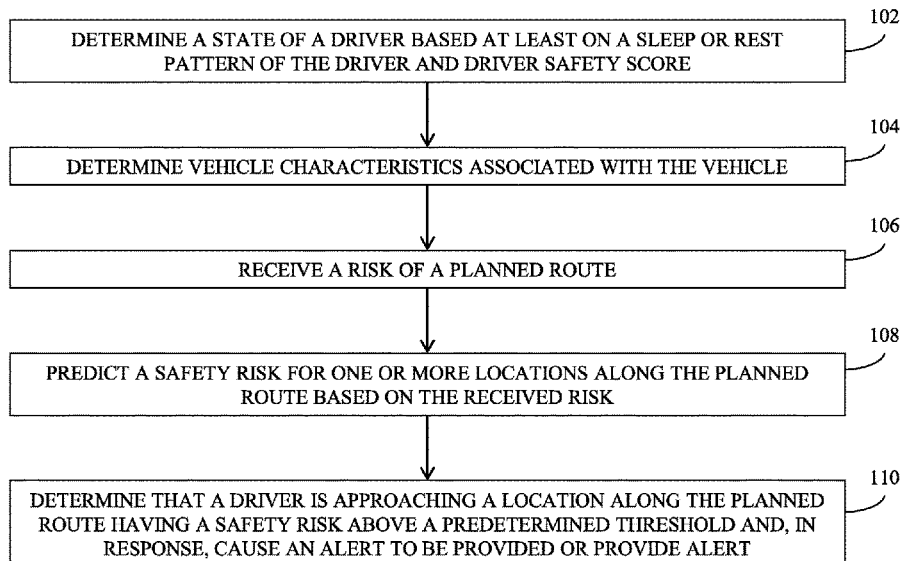 102
DETERMINE A STATE OF A DRIVER BASED AT LEAST ON A SLEEP OR REST
PATTERN OF THE DRIVER AND DRIVER SAFETY SCORE
104
DETERMINE VEHICLE CHARACTERISTICS ASSOCIATED WITH THE VEHICLE
106
RECEIVE A RISK OF A PLANNED ROUTE
108
PREDICT A SAFETY RISK FOR ONE OR MORE LOCATIONS ALONG THE PLANNED
ROUTE BASED ON THE RECEIVED RISK
110
DETERMINE THAT A DRIVER IS APPROACHING A LOCATION ALONG THE PLANNED
ROUTE HAVING A SAFETY RISK ABOVE A PREDETERMINED THRESHOLD AND, IN
RESPONSE, CAUSE AN ALERT TO BE PROVIDED OR PROVIDE ALERT